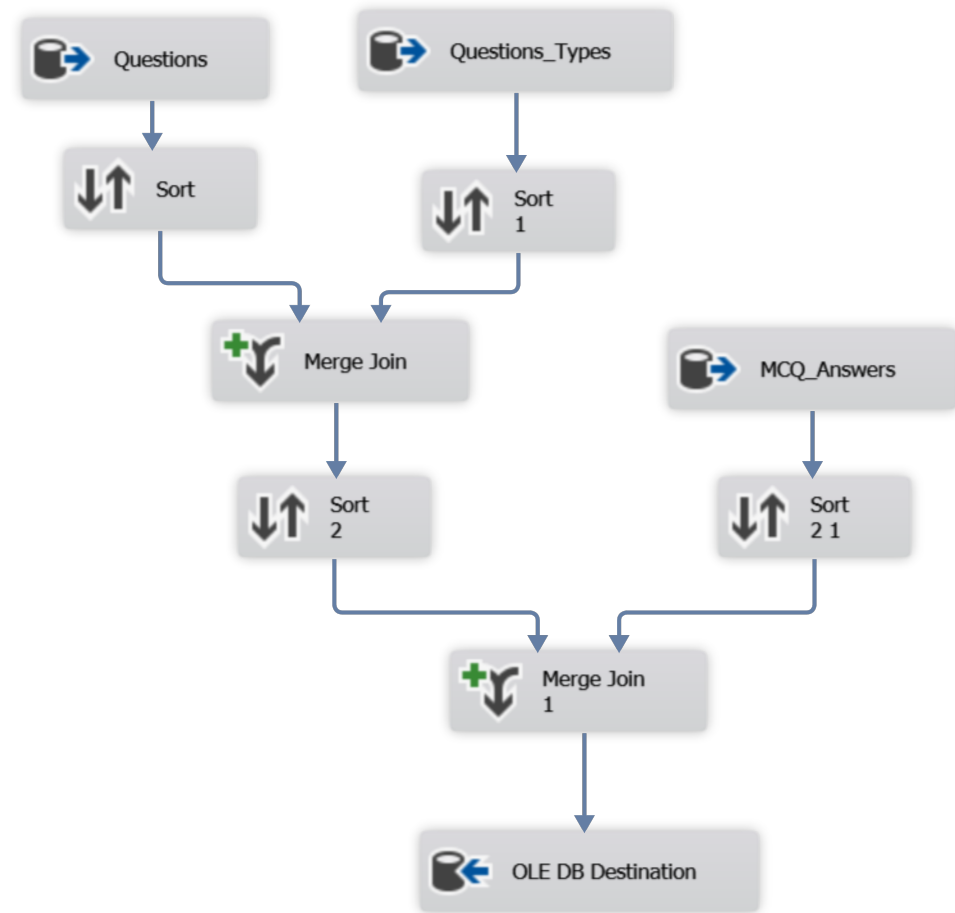 Questions
Questions_Types
Sort
Sort
1
Merge Join
MCQ_Answers
Sort
2
Sort
2 1
Merge Join
1
OLE DB Destination